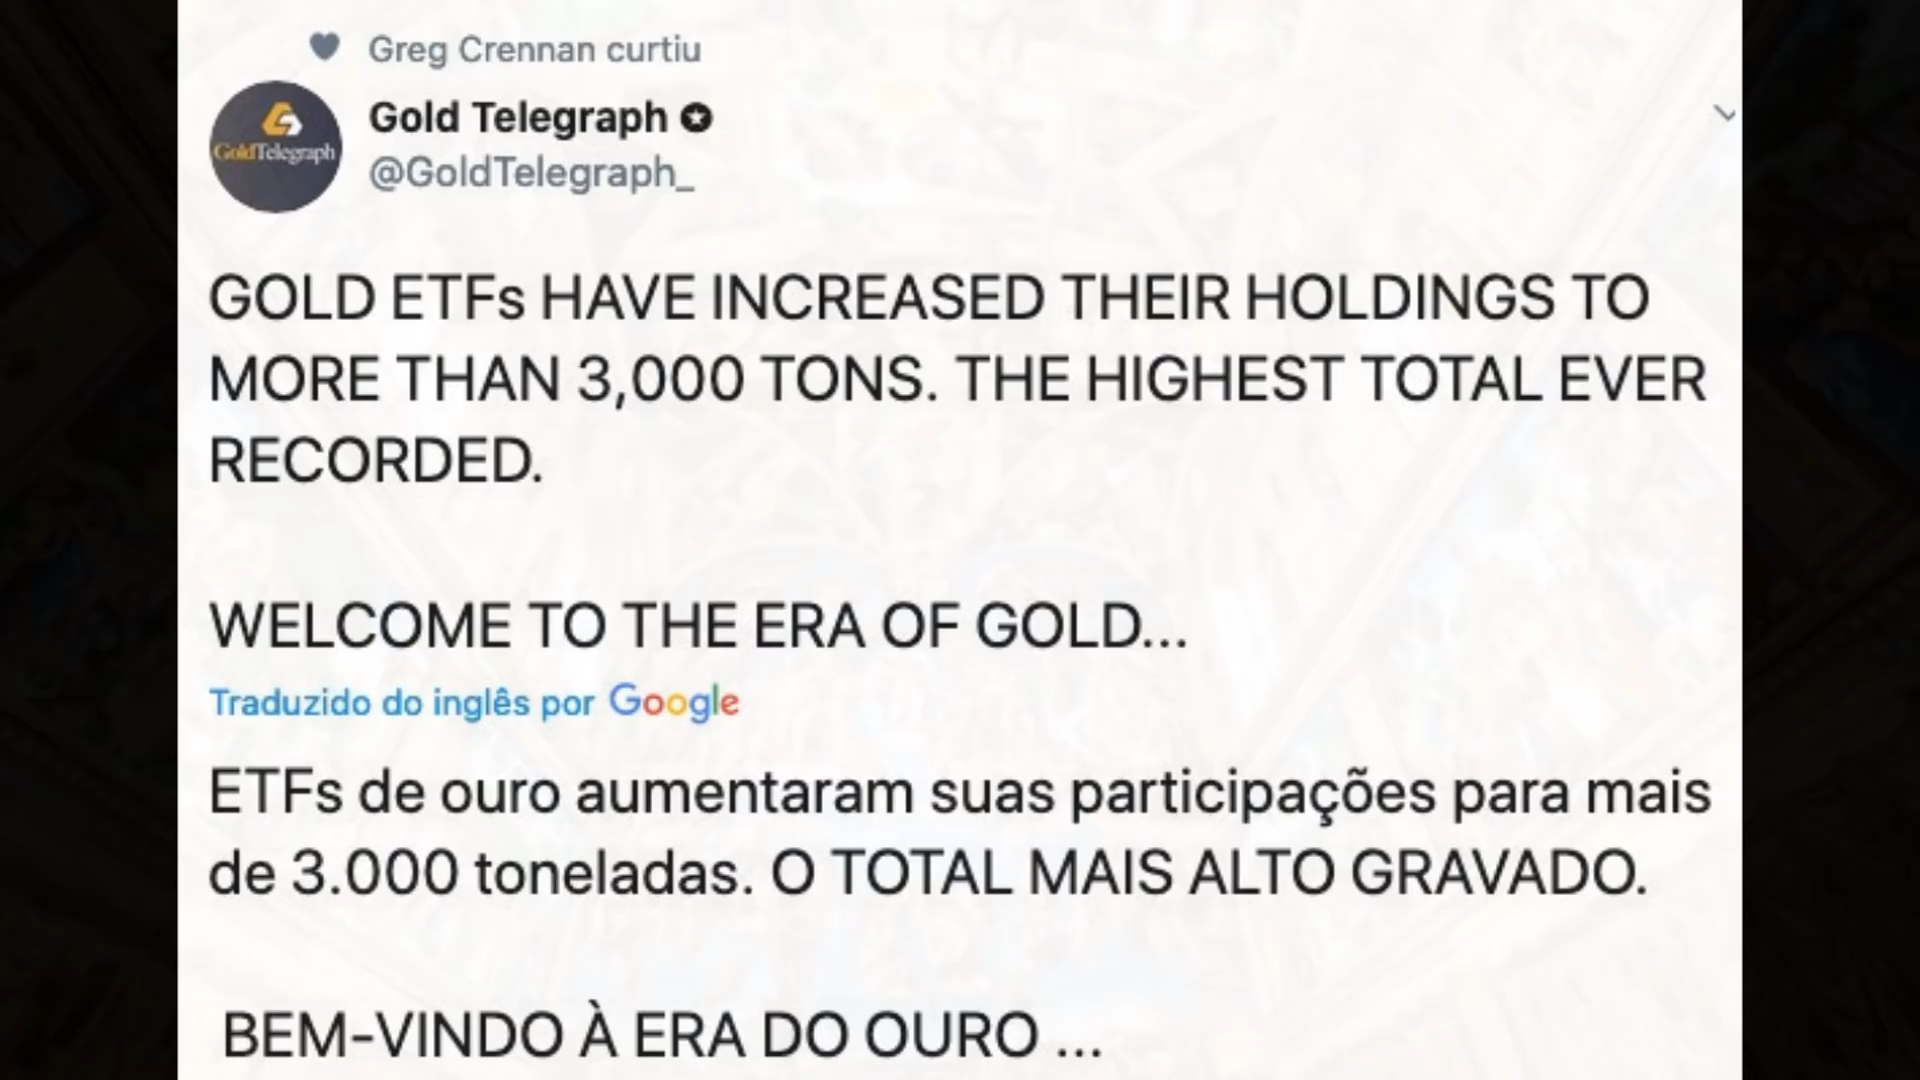 Greg Crennan curtiu
Gold Telegraph
@GoldTelegraph_
GoldTelegraph
GOLD ETFs HAVE INCREASED THEIR HOLDINGS TO
MORE THAN 3,000 TONS. THE HIGHEST TOTAL EVER
RECORDED.
WELCOME TO THE ERA OF GOLD...
Traduzido do inglês por Google
ETFs de ouro aumentaram suas participações para mais
de 3.000 toneladas. O TOTAL MAIS ALTO GRAVADO.
BEM-VINDO À ERA DO OURO ...